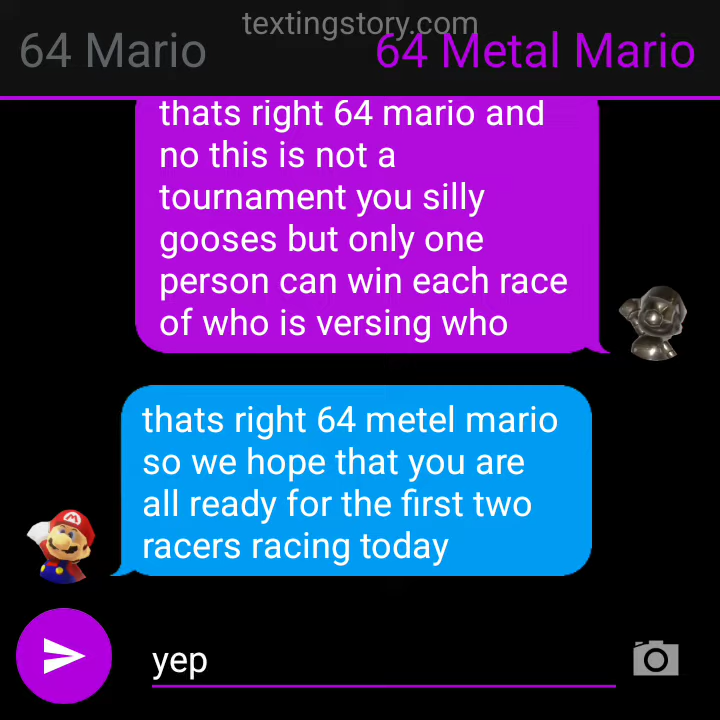 textingstory.com
64 Mario
64 Metal Mario
thats right 64 mario and
no this is not a
tournament you silly
gooses but only one
person can win each race
of who is versing who
thats right 64 metel mario
so we hope that you are
all ready for the first two
racers racing today
yep